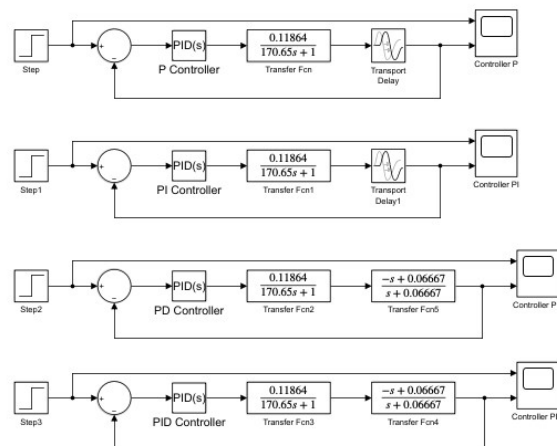 +
−
PID(s)
0.11864
170.65s + 1
Step
P Controller
Transfer Fcn
Transport
Delay
Controller P
+
−
PID(s)
0.11864
170.65s + 1
Step1
PI Controller
Transfer Fcn1
Transport
Delay1
Controller PI
+
−
PID(s)
0.11864
170.65s + 1
−s + 0.06667
s + 0.06667
Step2
PD Controller
Transfer Fcn2
Transfer Fcn5
Controller P
+
−
PID(s)
0.11864
170.65s + 1
−s + 0.06667
s + 0.06667
Step3
PID Controller
Transfer Fcn3
Transfer Fcn4
Controller PI